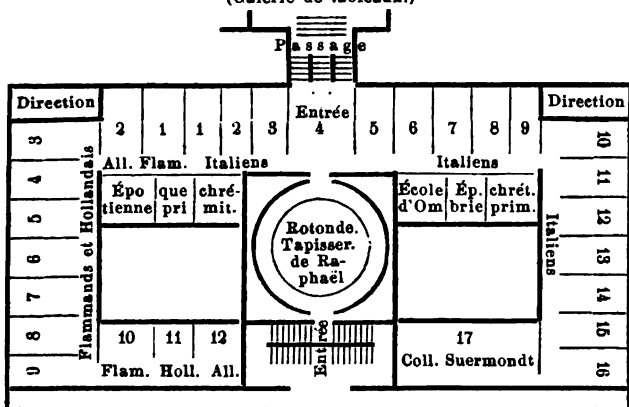 (Galerie de tableaux.)
Passage
Direction
Entrée
Direction
2 1 1 2 3 4 5 6 7 8 9
All. Flam. Italiens
Italiens
3
4
5
6
7
8
9
Flammands et Hollandais
Épo que chré-
tienne pri mit.
Rotonde.
Tapisser.
de Ra-
phaël
École Ép. chrét.
d'Om brie prim.
Italiens
10
11
12
13
14
15
16
10 11 12
Flam. Holl. All.
Entrée
17
Coll. Suermondt